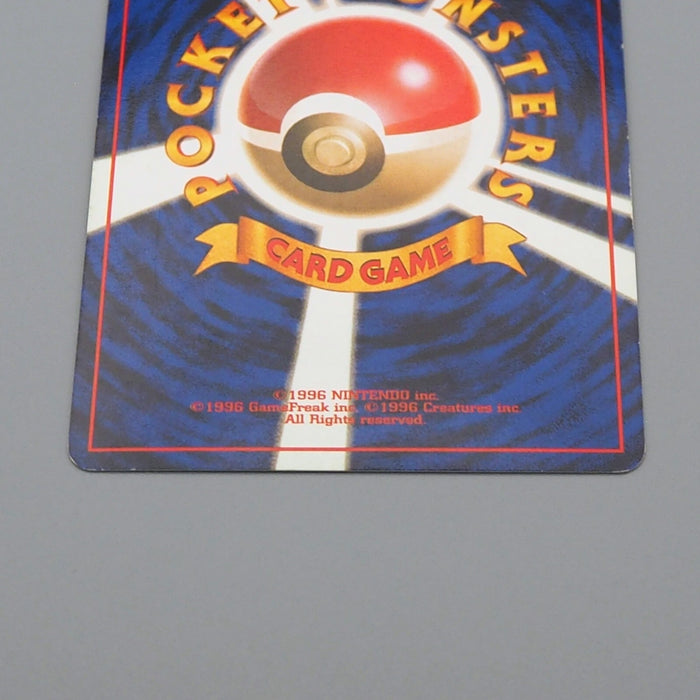 POCKET MONSTERS
CARD GAME
©1996 NINTENDO inc.
©1996 GameFreak inc. ©1996 Creatures inc.
All Rights reserved.